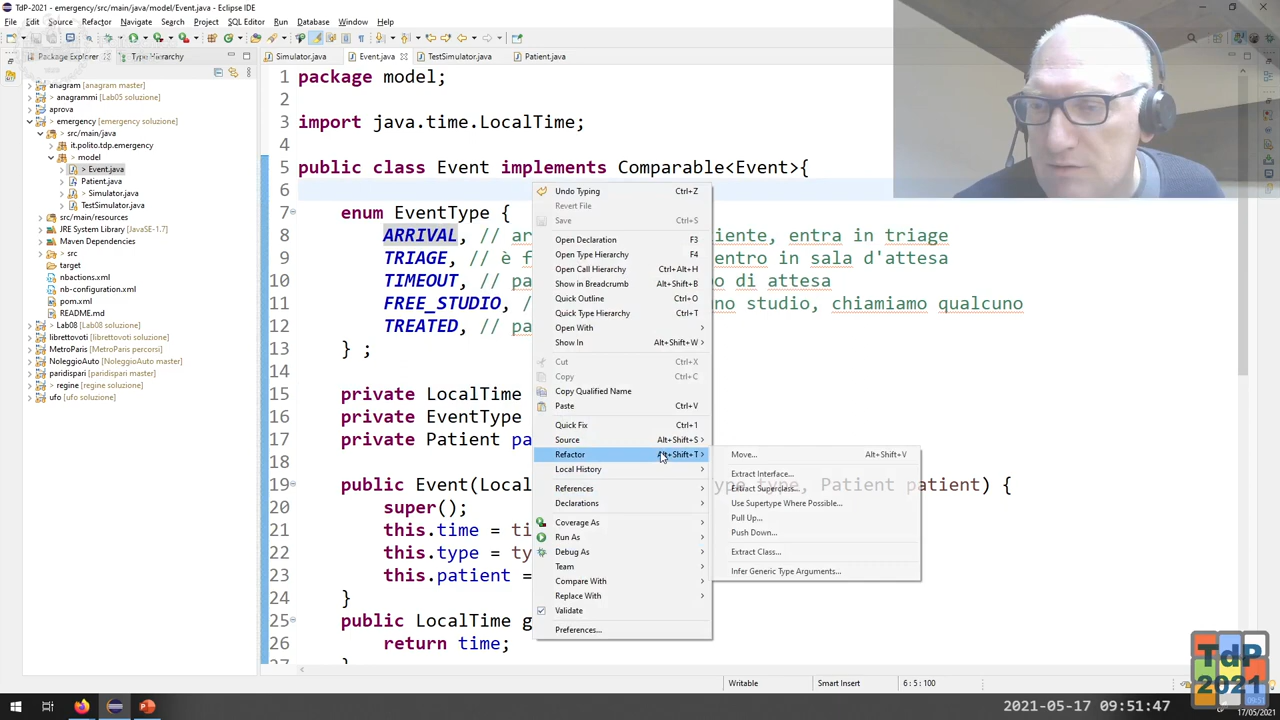 TdP-2021 - emergency/src/main/java/model/Event.java - Eclipse IDE
File Edit Source Refactor Navigate Search Project SQL Editor Run Database Window Help
Package Explorer Type Hierarchy
Simulator.java Event.java TestSimulator.java Patient.java
anagram [anagram master]
> anagrammi [Lab05 soluzione]
aprova
> emergency [emergency soluzione]
> src/main/java
> it.polito.tdp.emergency
> model
> Event.java
Patient.java
> Simulator.java
TestSimulator.java
src/main/resources
JRE System Library [JavaSE-1.7]
Maven Dependencies
> src
target
nbactions.xml
nb-configuration.xml
pom.xml
README.md
> Lab08 [Lab08 soluzione]
librettovoti [librettovoti soluzione]
MetroParis [MetroParis percorsi]
NoleggioAuto [NoleggioAuto master]
paridispari [paridispari master]
> regine [regine soluzione]
ufo [ufo soluzione]
1 package model;
2
3 import java.time.LocalTime;
4
5 public class Event implements Comparable<Event>{
6
7 enum EventType {
8 ARRIVAL, // ar iente, entra in triage
9 TRIAGE, // è f entro in sala d'attesa
10 TIMEOUT, // pa o di attesa
11 FREE_STUDIO, / uno studio, chiamiamo qualcuno
12 TREATED, // pa
13 } ;
14
15 private LocalTime
16 private EventType
17 private Patient pa
18
19 public Event(Loca ype type, Patient patient) {
20 super();
21 this.time = ti
22 this.type = ty
23 this.patient =
24 }
25 public LocalTime g
26 return time;
27 }
Undo Typing Ctrl+Z
Revert File
Save Ctrl+S
Open Declaration F3
Open Type Hierarchy F4
Open Call Hierarchy Ctrl+Alt+H
Show in Breadcrumb Alt+Shift+B
Quick Outline Ctrl+O
Quick Type Hierarchy Ctrl+T
Open With
Show In Alt+Shift+W
Cut Ctrl+X
Copy Ctrl+C
Copy Qualified Name
Paste Ctrl+V
Quick Fix Ctrl+1
Source Alt+Shift+S
Refactor Alt+Shift+T
Local History
References
Declarations
Coverage As
Run As
Debug As
Team
Compare With
Replace With
Validate
Preferences...
Move... Alt+Shift+V
Extract Interface...
Extract Superclass...
Use Supertype Where Possible...
Pull Up...
Push Down...
Extract Class...
Infer Generic Type Arguments...
Writable Smart Insert 6 : 5 : 100
TdP
2021
2021-05-17 09:51:47
09:51
17/05/2021